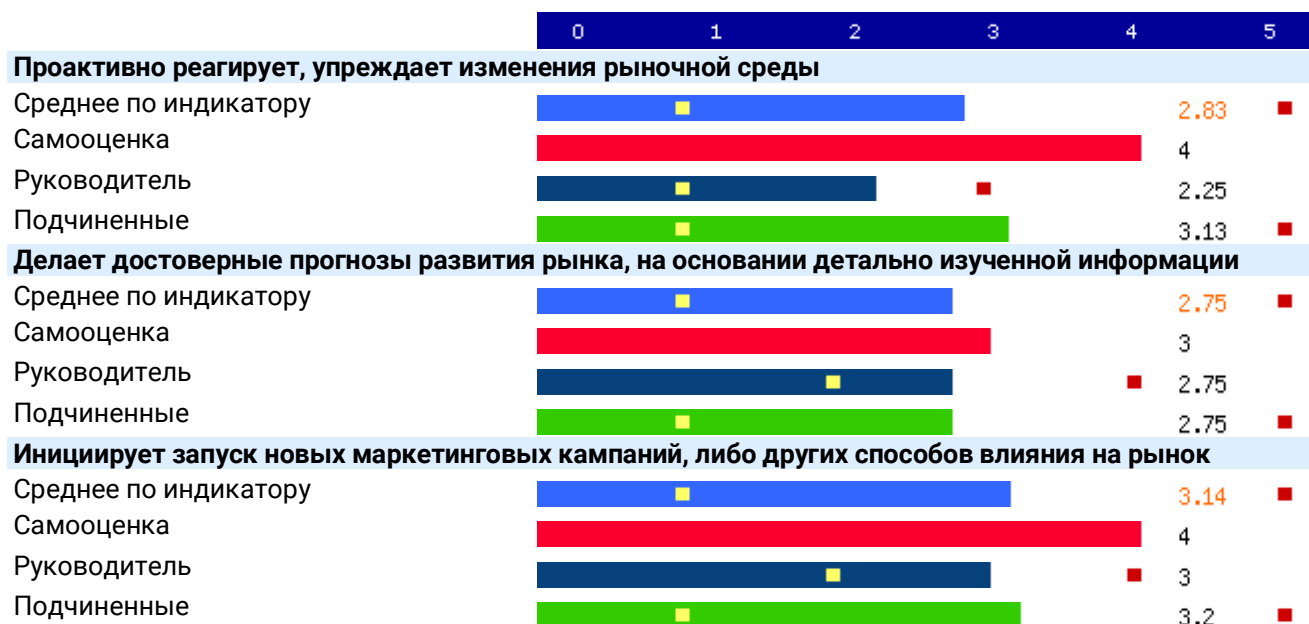 0 1 2 3 4 5
Проактивно реагирует, упреждает изменения рыночной среды
Среднее по индикатору 2.83
Самооценка 4
Руководитель 2.25
Подчиненные 3.13
Делает достоверные прогнозы развития рынка, на основании детально изученной информации
Среднее по индикатору 2.75
Самооценка 3
Руководитель 2.75
Подчиненные 2.75
Инициирует запуск новых маркетинговых кампаний, либо других способов влияния на рынок
Среднее по индикатору 3.14
Самооценка 4
Руководитель 3
Подчиненные 3.2